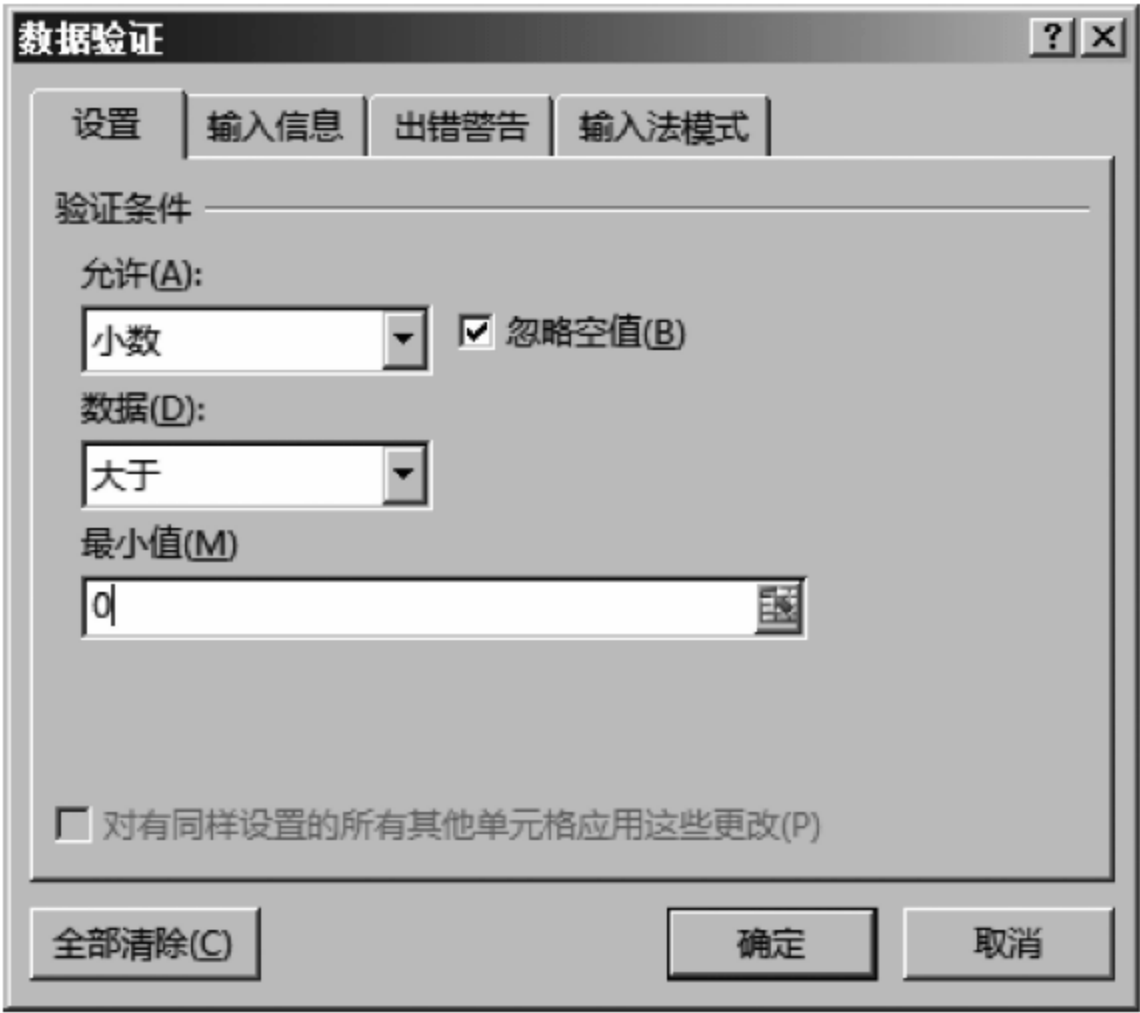 数据验证
设置 输入信息 出错警告 输入法模式
验证条件
允许(A):
小数 忽略空值(B)
数据(D):
大于
最小值(M)
0
对有同样设置的所有其他单元格应用这些更改(P)
全部清除(C) 确定 取消